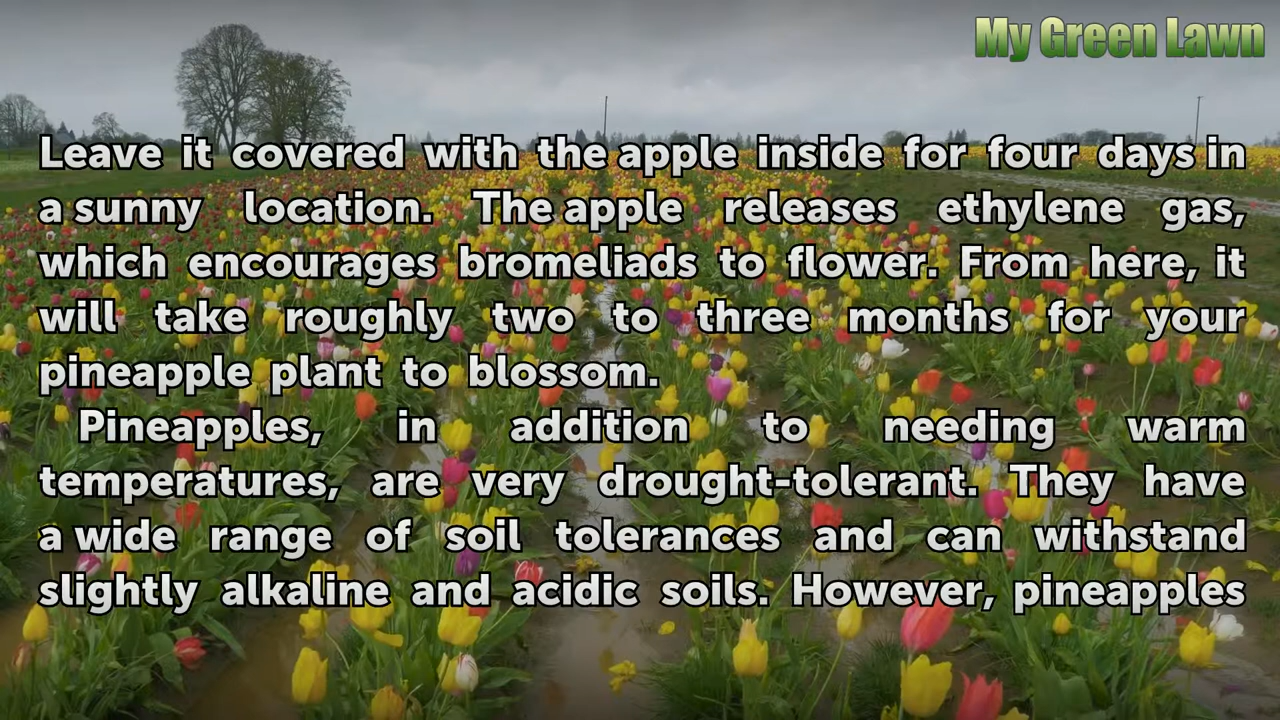 My Green Lawn
Leave it covered with the apple inside for four days in
a sunny location. The apple releases ethylene gas,
which encourages bromeliads to flower. From here, it
will take roughly two to three months for your
pineapple plant to blossom.
Pineapples, in addition to needing warm
temperatures, are very drought-tolerant. They have
a wide range of soil tolerances and can withstand
slightly alkaline and acidic soils. However, pineapples